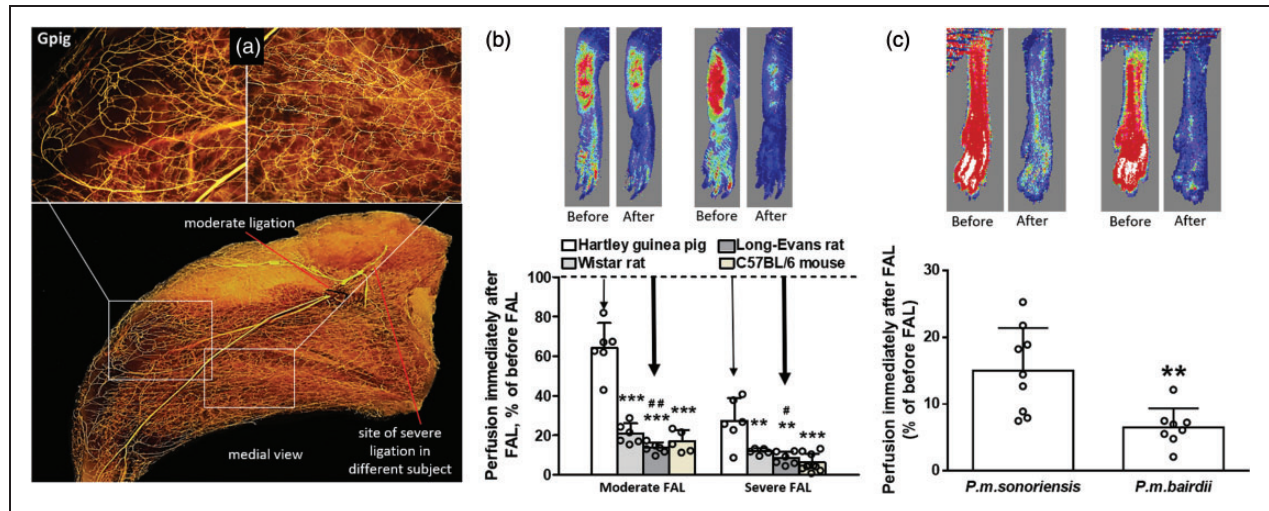 Gpig
(a)
moderate ligation
medial view
site of severe
ligation in
different subject
(b)
Before After Before After
Hartley guinea pig Long-Evans rat
Wistar rat C57BL/6 mouse
Perfusion immediately after
FAL, % of before FAL
100
80
60
40
20
0
*** ## *** *** ** # ** ***
Moderate FAL Severe FAL
(c)
Before After Before After
Perfusion immediately after FAL
(% of before FAL)
30
20
10
0
**
P.m.sonoriensis P.m.bairdii